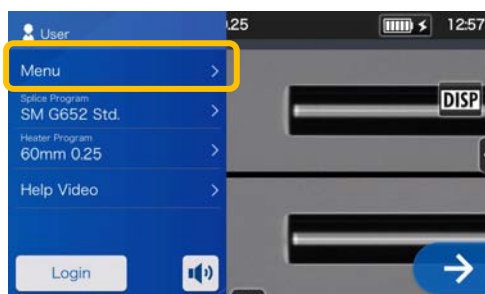 User
.25
12:57
Menu
DISP
Splice Program
SM G652 Std.
Heater Program
60mm 0.25
Help Video
Login